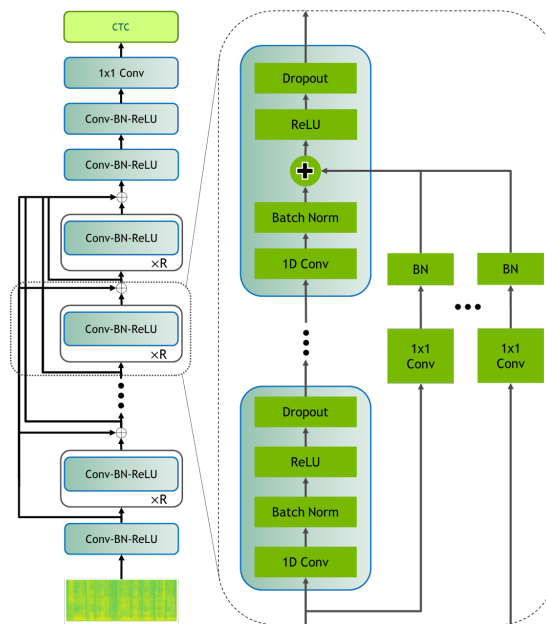 CTC
1x1 Conv
Conv-BN-ReLU
Conv-BN-ReLU
Conv-BN-ReLU
×R
Conv-BN-ReLU
×R
Conv-BN-ReLU
×R
Conv-BN-ReLU
Dropout
ReLU
Batch Norm
1D Conv
Dropout
ReLU
Batch Norm
1D Conv
BN
1x1
Conv
BN
1x1
Conv